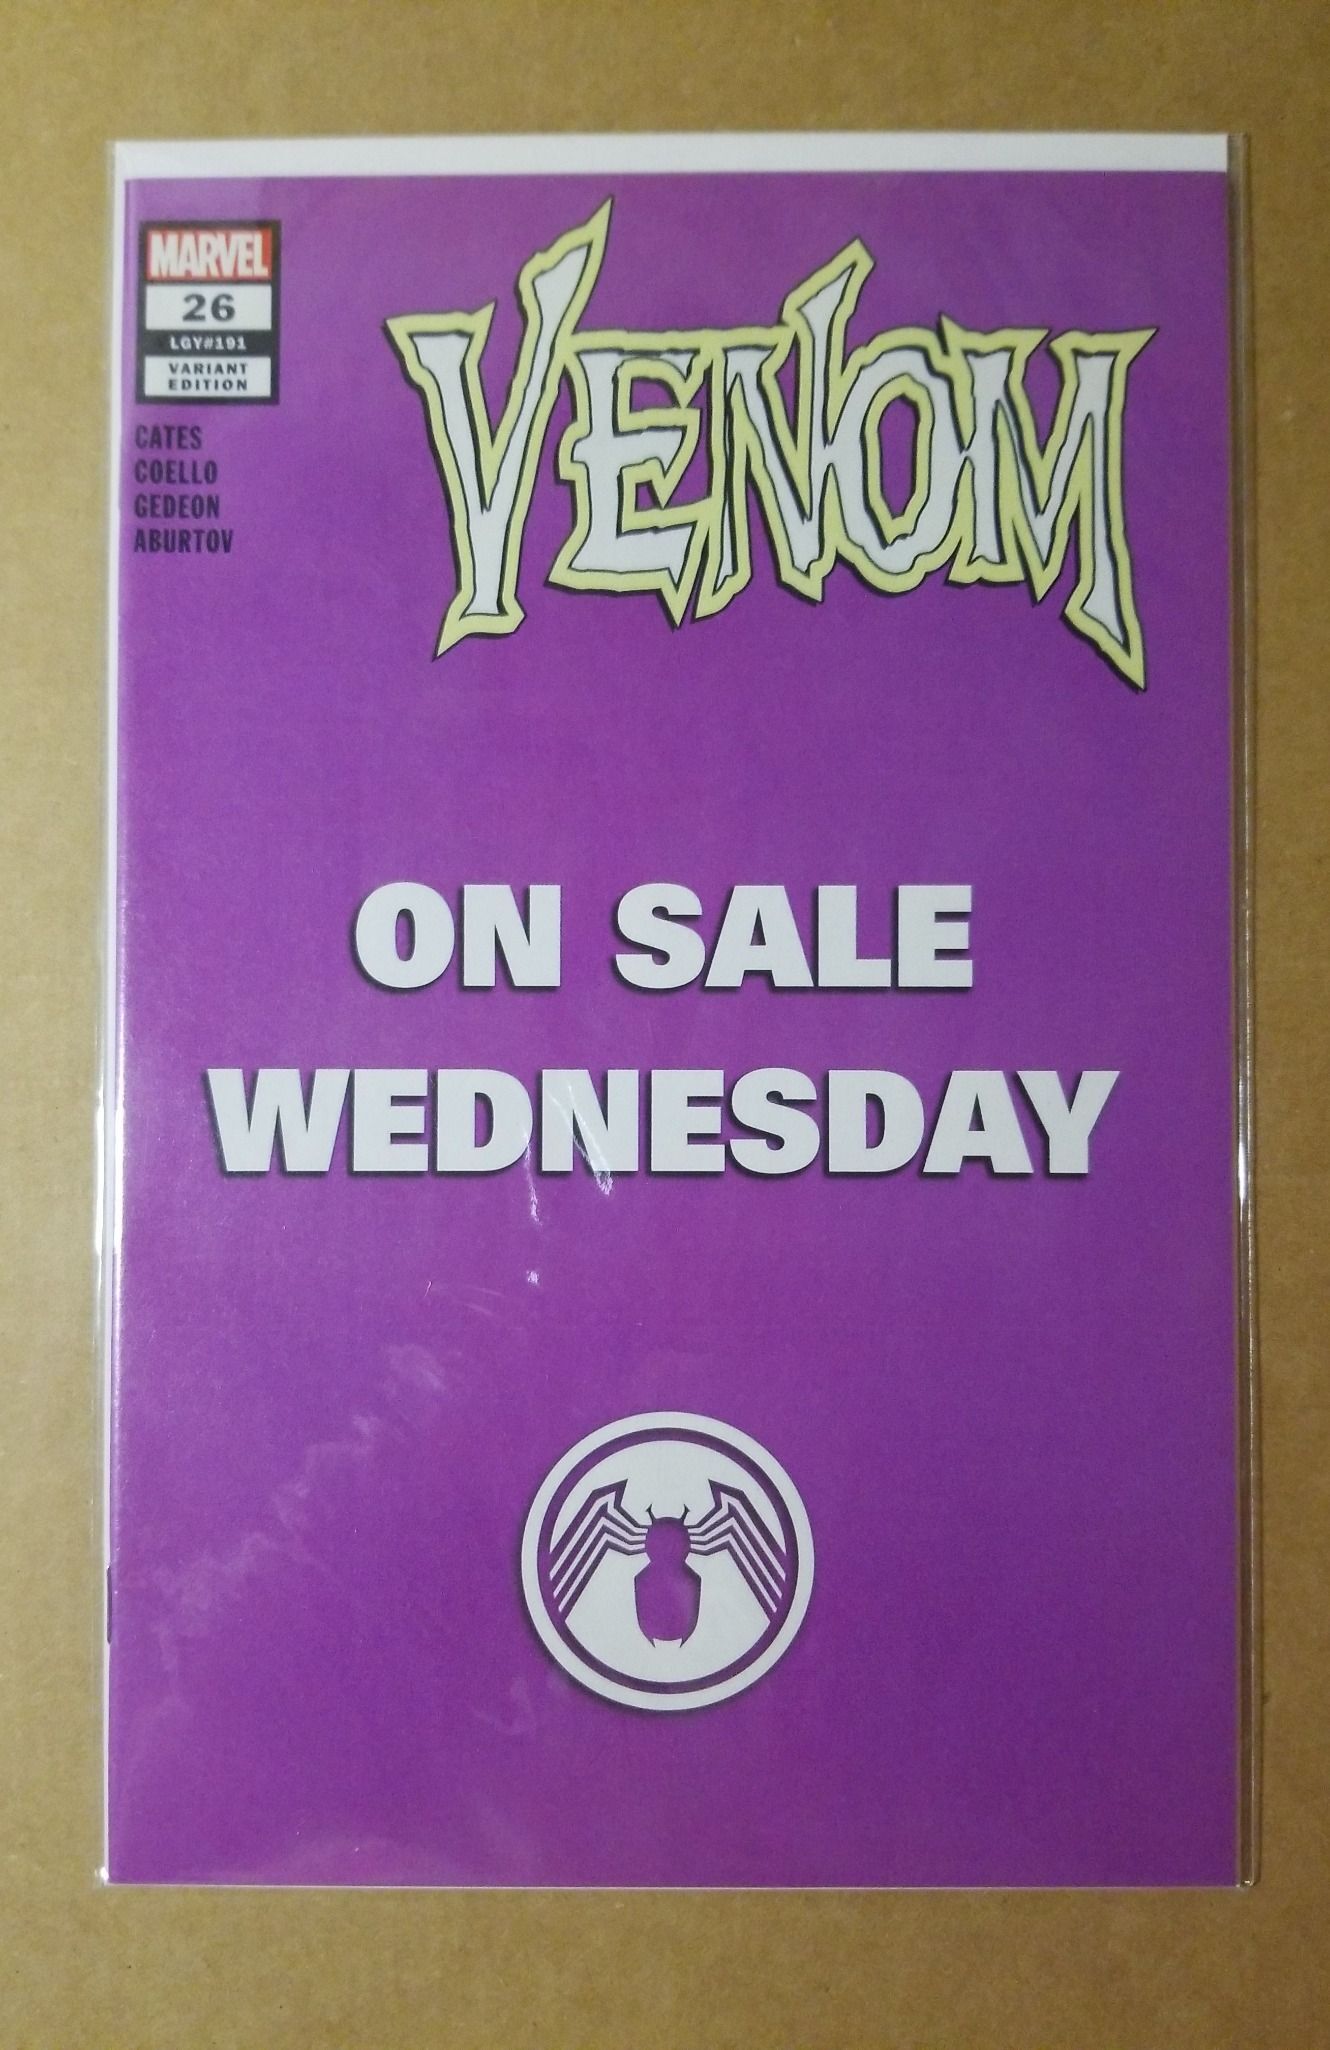 MARVEL
26
LGY#191
VARIANT
EDITION
CATES
COELLO
GEDEON
ABURTOV
VENOM
ON SALE
WEDNESDAY